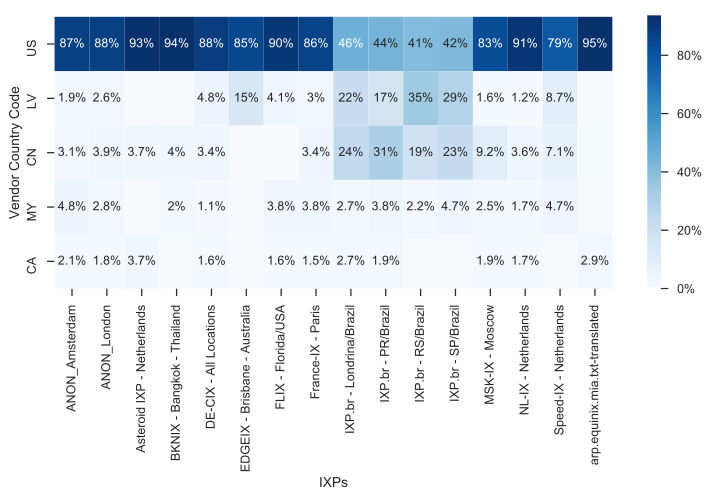 US 87% 88% 93% 94% 88% 85% 90% 86% 46% 44% 41% 42% 83% 91% 79% 95%
LV 1.9% 2.6% 4.8% 15% 4.1% 3% 22% 17% 35% 29% 1.6% 1.2% 8.7%
CN 3.1% 3.9% 3.7% 4% 3.4% 3.4% 24% 31% 19% 23% 9.2% 3.6% 7.1%
MY 4.8% 2.8% 2% 1.1% 3.8% 3.8% 2.7% 3.8% 2.2% 4.7% 2.5% 1.7% 4.7%
CA 2.1% 1.8% 3.7% 1.6% 1.6% 1.5% 2.7% 1.9% 1.9% 1.7% 2.9%
Vendor Country Code
ANON_Amsterdam
ANON_London
Asteroid IXP - Netherlands
BKNIX - Bangkok - Thailand
DE-CIX - All Locations
EDGEIX - Brisbane - Australia
FLIX - Florida/USA
France-IX - Paris
IXP.br - Londrina/Brazil
IXP.br - PR/Brazil
IXP.br - RS/Brazil
IXP.br - SP/Brazil
MSK-IX - Moscow
NL-IX - Netherlands
Speed-IX - Netherlands
arp.equinix.mia.txt-translated
IXPs
80%
60%
40%
20%
0%